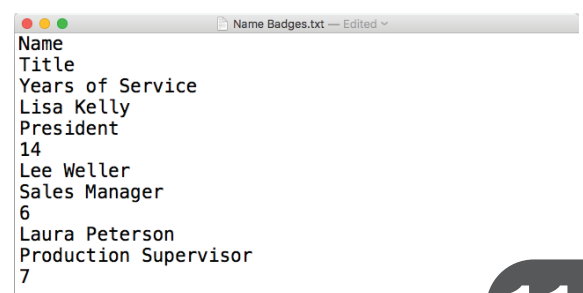 Name Badges.txt — Edited
Name
Title
Years of Service
Lisa Kelly
President
14
Lee Weller
Sales Manager
6
Laura Peterson
Production Supervisor
7